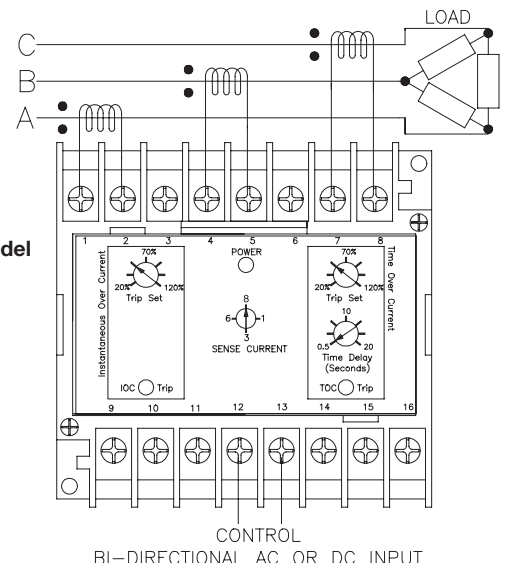 LOAD
C
B
A
del
1 2 3 4 5 6 7 8
Instantaneous Over Current
70%
20% 120%
Trip Set
IOC Trip
POWER
8
6 1
3
SENSE CURRENT
70%
20% 120%
Trip Set
10
0.5 20
Time Delay
(Seconds)
TOC Trip
Time Over Current
9 10 11 12 13 14 15 16
CONTROL
BI-DIRECTIONAL AC OR DC INPUT